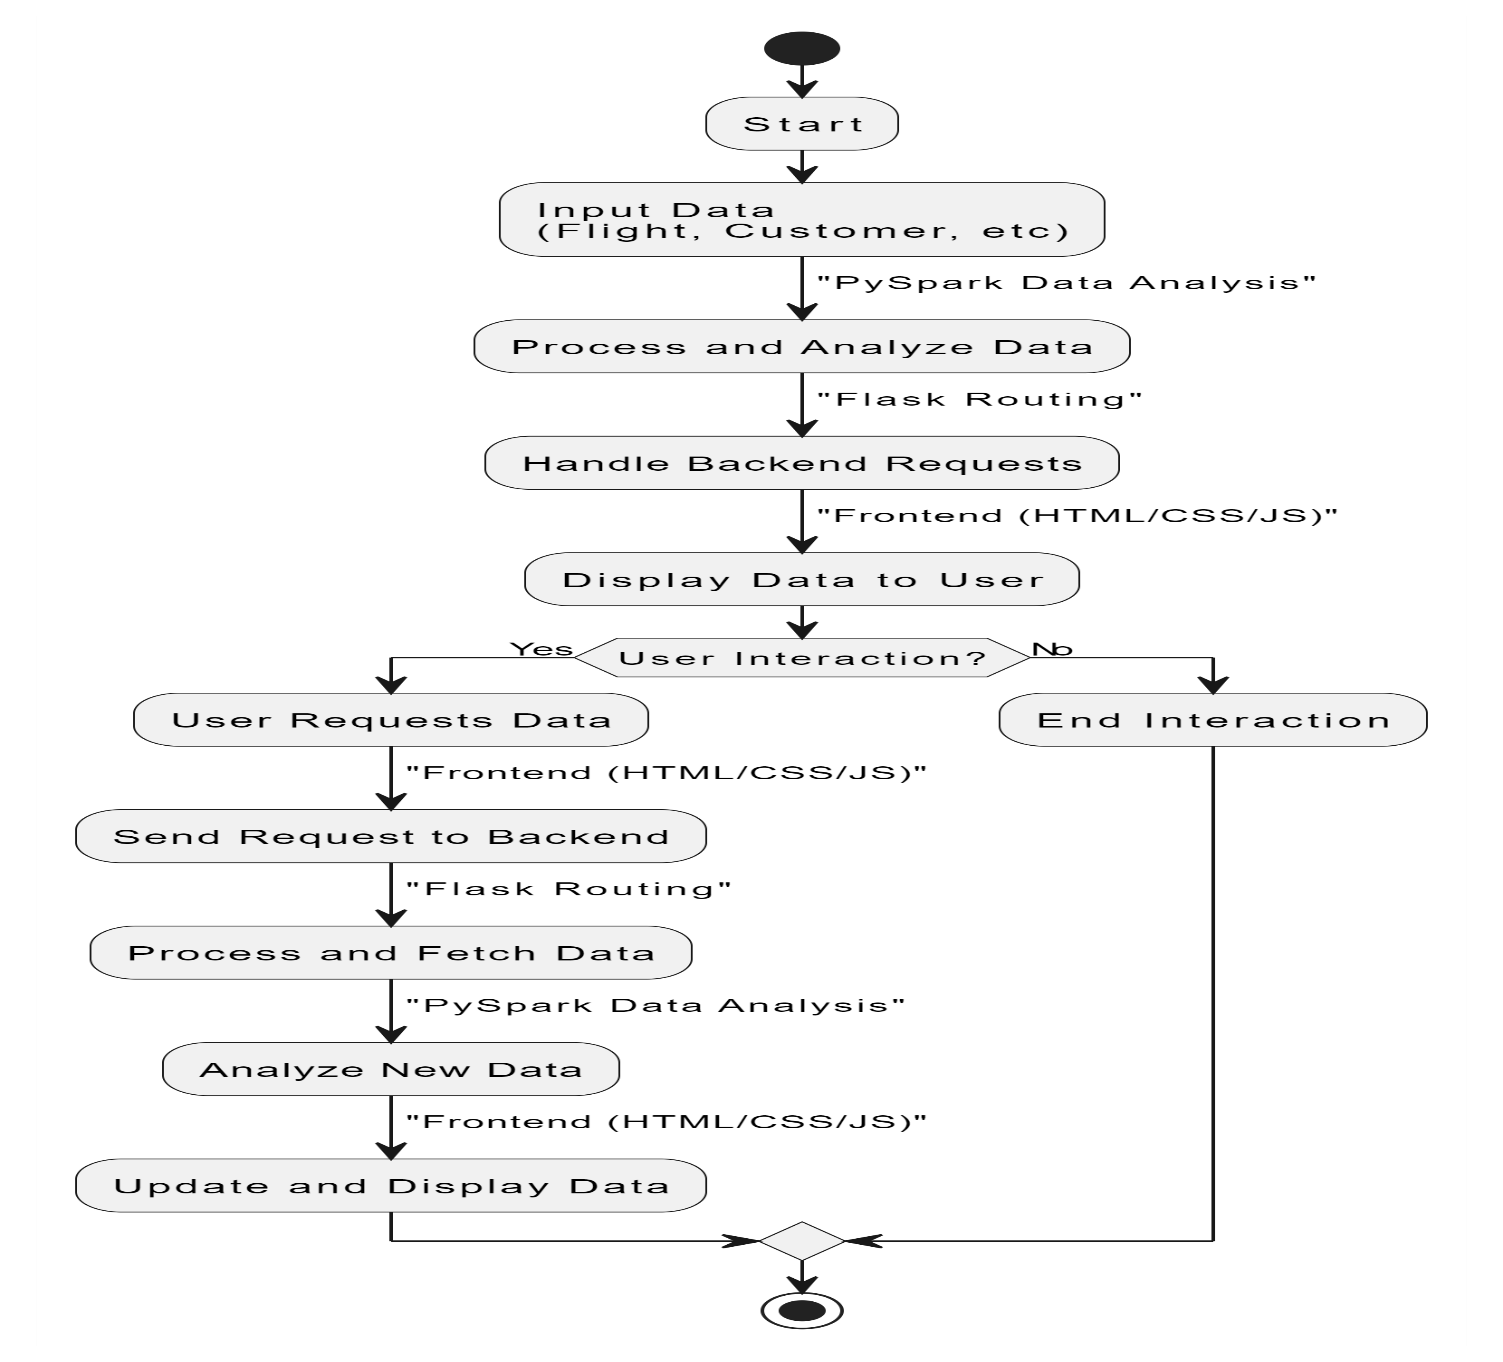 Start
Input Data
(Flight, Customer, etc)
"PySpark Data Analysis"
Process and Analyze Data
"Flask Routing"
Handle Backend Requests
"Frontend (HTML/CSS/JS)"
Display Data to User
Yes
User Interaction?
No
User Requests Data
End Interaction
"Frontend (HTML/CSS/JS)"
Send Request to Backend
"Flask Routing"
Process and Fetch Data
"PySpark Data Analysis"
Analyze New Data
"Frontend (HTML/CSS/JS)"
Update and Display Data